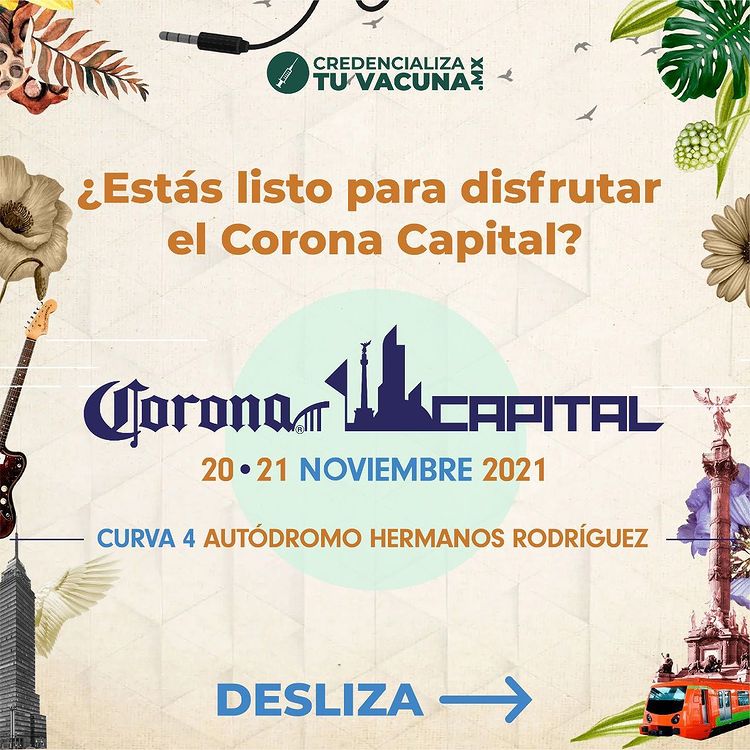 CREDENCIALIZA
TU VACUNA.MX
¿Estás listo para disfrutar
el Corona Capital?
Corona® CAPITAL
20 • 21 NOVIEMBRE 2021
CURVA 4 AUTÓDROMO HERMANOS RODRÍGUEZ
DESLIZA